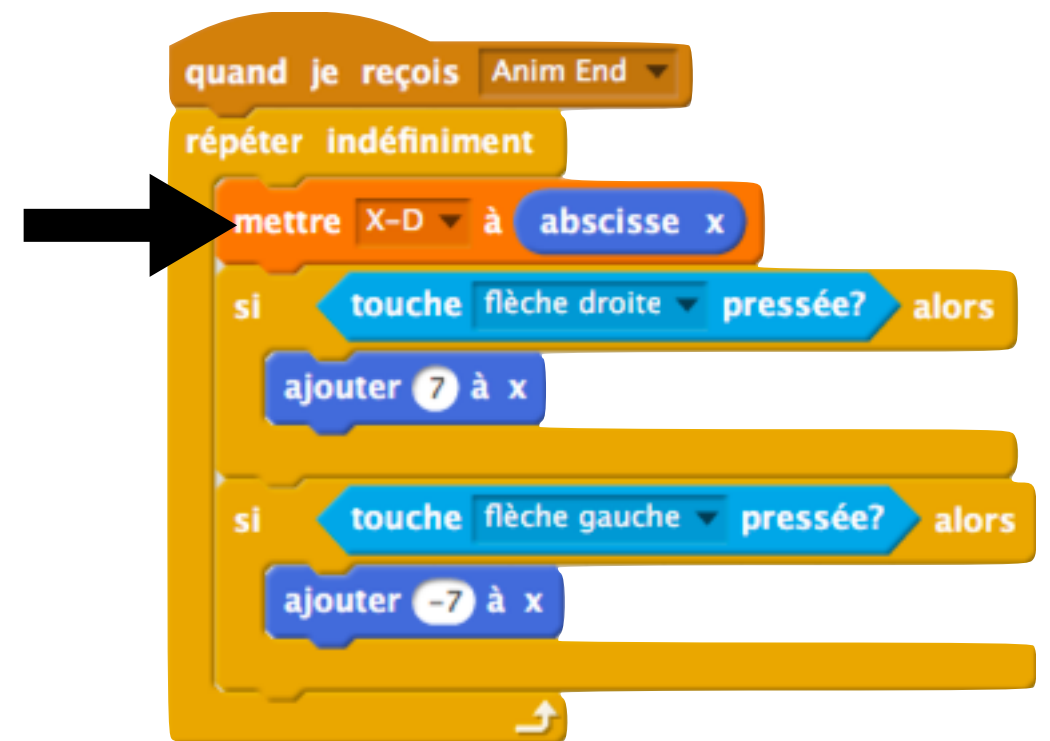 quand je reçois Anim End
répéter indéfiniment
mettre X-D à abscisse x
si touche flèche droite pressée? alors
ajouter 7 à x
si touche flèche gauche pressée? alors
ajouter -7 à x